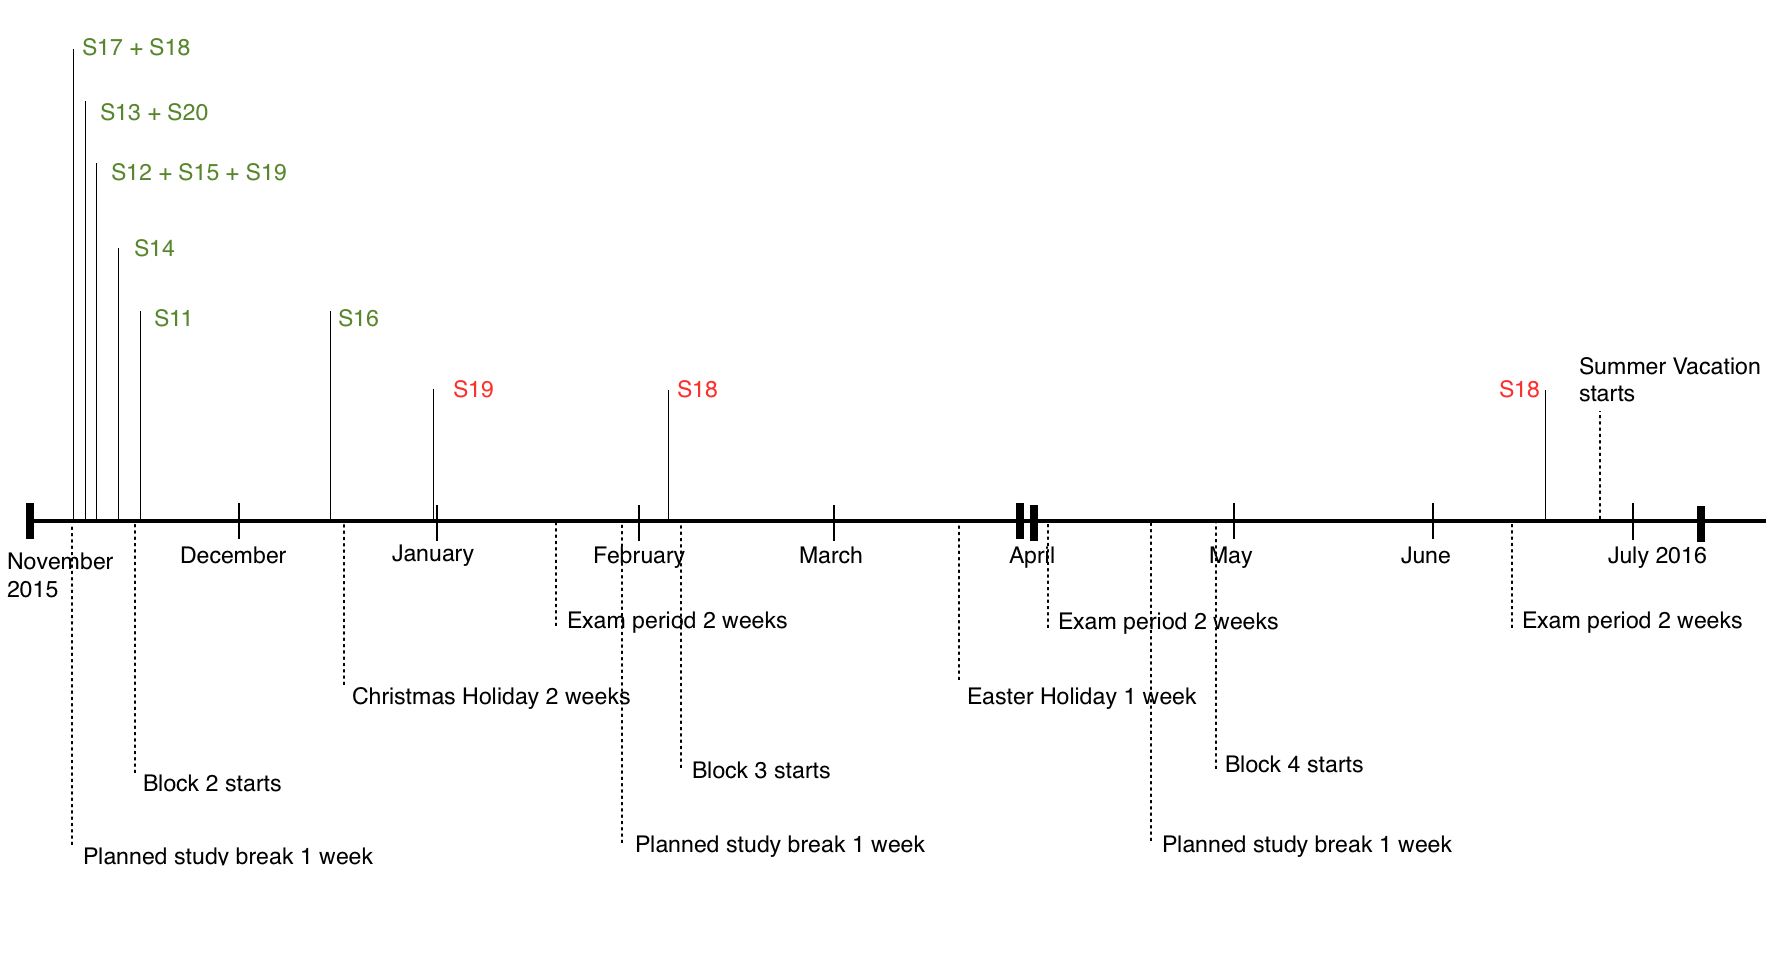 S17 + S18
S13 + S20
S12 + S15 + S19
S14
S11
S16
S19
S18
S18
Summer Vacation
starts
November
2015
December
January
February
March
April
May
June
July 2016
Exam period 2 weeks
Exam period 2 weeks
Exam period 2 weeks
Christmas Holiday 2 weeks
Easter Holiday 1 week
Block 2 starts
Block 3 starts
Block 4 starts
Planned study break 1 week
Planned study break 1 week
Planned study break 1 week